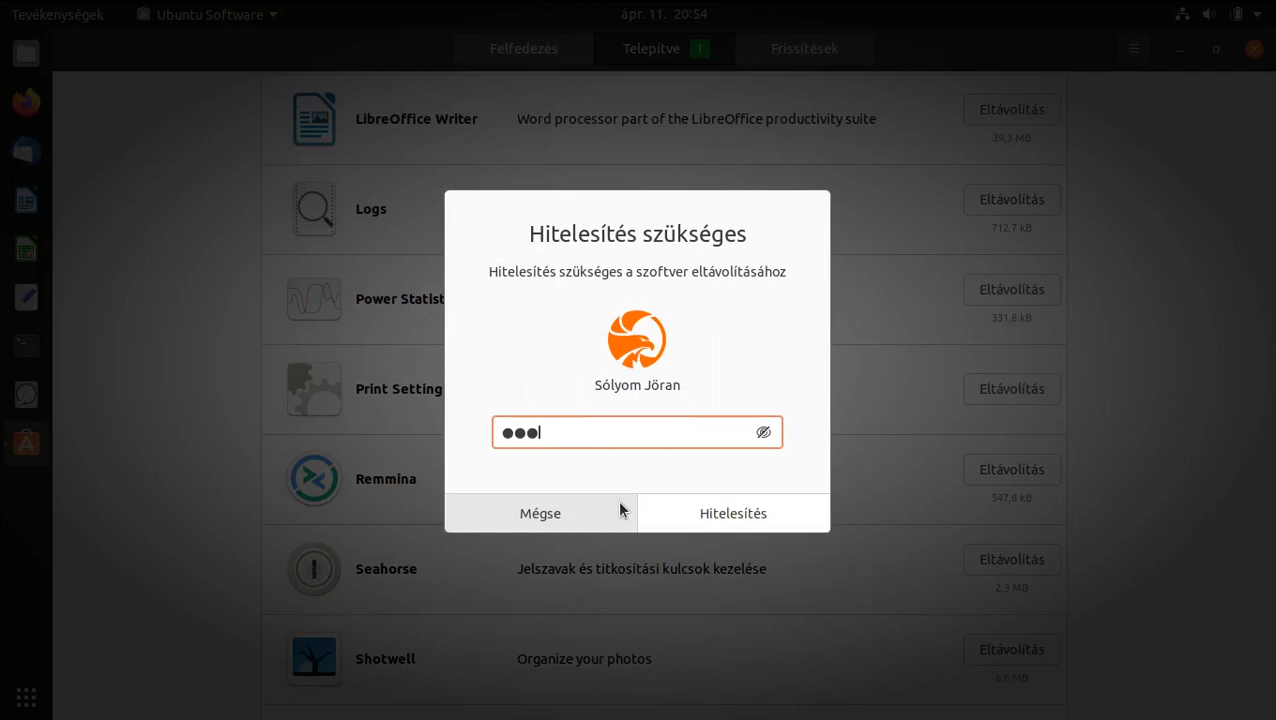 Tevékenységek Ubuntu Software ápr. 11. 20:54
Felfedezés Telepítve Frissítések
LibreOffice Writer Word processor part of the LibreOffice productivity suite Eltávolítás
39,3 MB
Logs Eltávolítás
712,7 kB
Hitelesítés szükséges
Hitelesítés szükséges a szoftver eltávolításához
Power Statist Eltávolítás
331,8 kB
Sólyom Jöran
Print Setting Eltávolítás
Remmina Eltávolítás
547,8 kB
Mégse Hitelesítés
Seahorse Jelszavak és titkosítási kulcsok kezelése Eltávolítás
2,3 MB
Shotwell Organize your photos Eltávolítás
6,6 MB